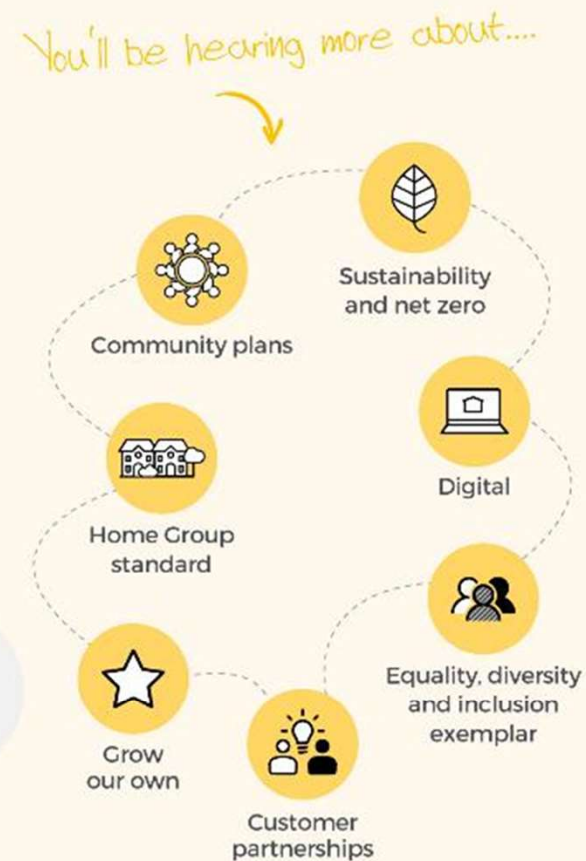 You'll be hearing more about....
Sustainability
and net zero
Community plans
Digital
Home Group
standard
Equality, diversity
and inclusion
exemplar
Grow
our own
Customer
partnerships